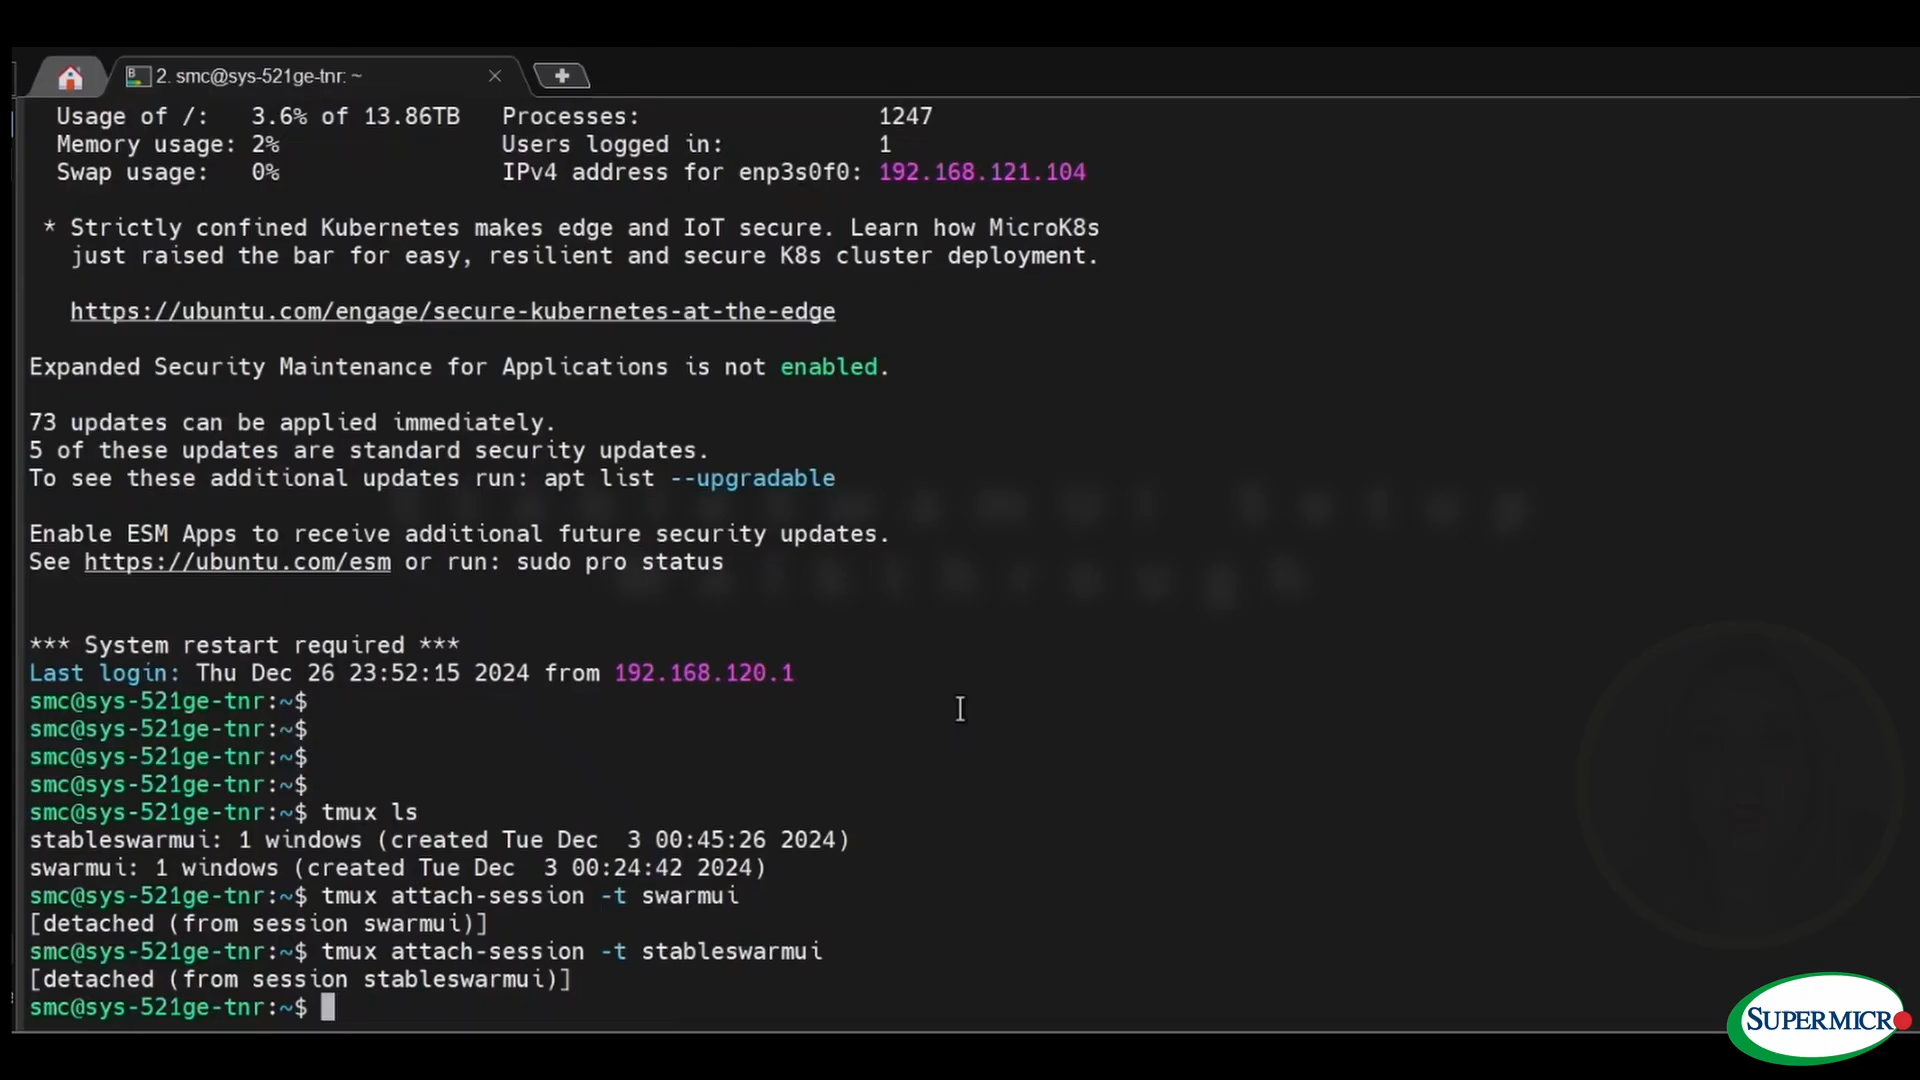 2. smc@sys-521ge-tnr: ~
Usage of /: 3.6% of 13.86TB Processes: 1247
Memory usage: 2% Users logged in: 1
Swap usage: 0% IPv4 address for enp3s0f0: 192.168.121.104
* Strictly confined Kubernetes makes edge and IoT secure. Learn how MicroK8s
just raised the bar for easy, resilient and secure K8s cluster deployment.
https://ubuntu.com/engage/secure-kubernetes-at-the-edge
Expanded Security Maintenance for Applications is not enabled.
73 updates can be applied immediately.
5 of these updates are standard security updates.
To see these additional updates run: apt list --upgradable
StableSwarmUI Setup
Walkthrough
Enable ESM Apps to receive additional future security updates.
See https://ubuntu.com/esm or run: sudo pro status
*** System restart required ***
Last login: Thu Dec 26 23:52:15 2024 from 192.168.120.1
smc@sys-521ge-tnr:~$
smc@sys-521ge-tnr:~$
smc@sys-521ge-tnr:~$
smc@sys-521ge-tnr:~$
smc@sys-521ge-tnr:~$ tmux ls
stableswarmui: 1 windows (created Tue Dec  3 00:45:26 2024)
swarmui: 1 windows (created Tue Dec  3 00:24:42 2024)
smc@sys-521ge-tnr:~$ tmux attach-session -t swarmui
[detached (from session swarmui)]
smc@sys-521ge-tnr:~$ tmux attach-session -t stableswarmui
[detached (from session stableswarmui)]
smc@sys-521ge-tnr:~$
SUPERMICRO